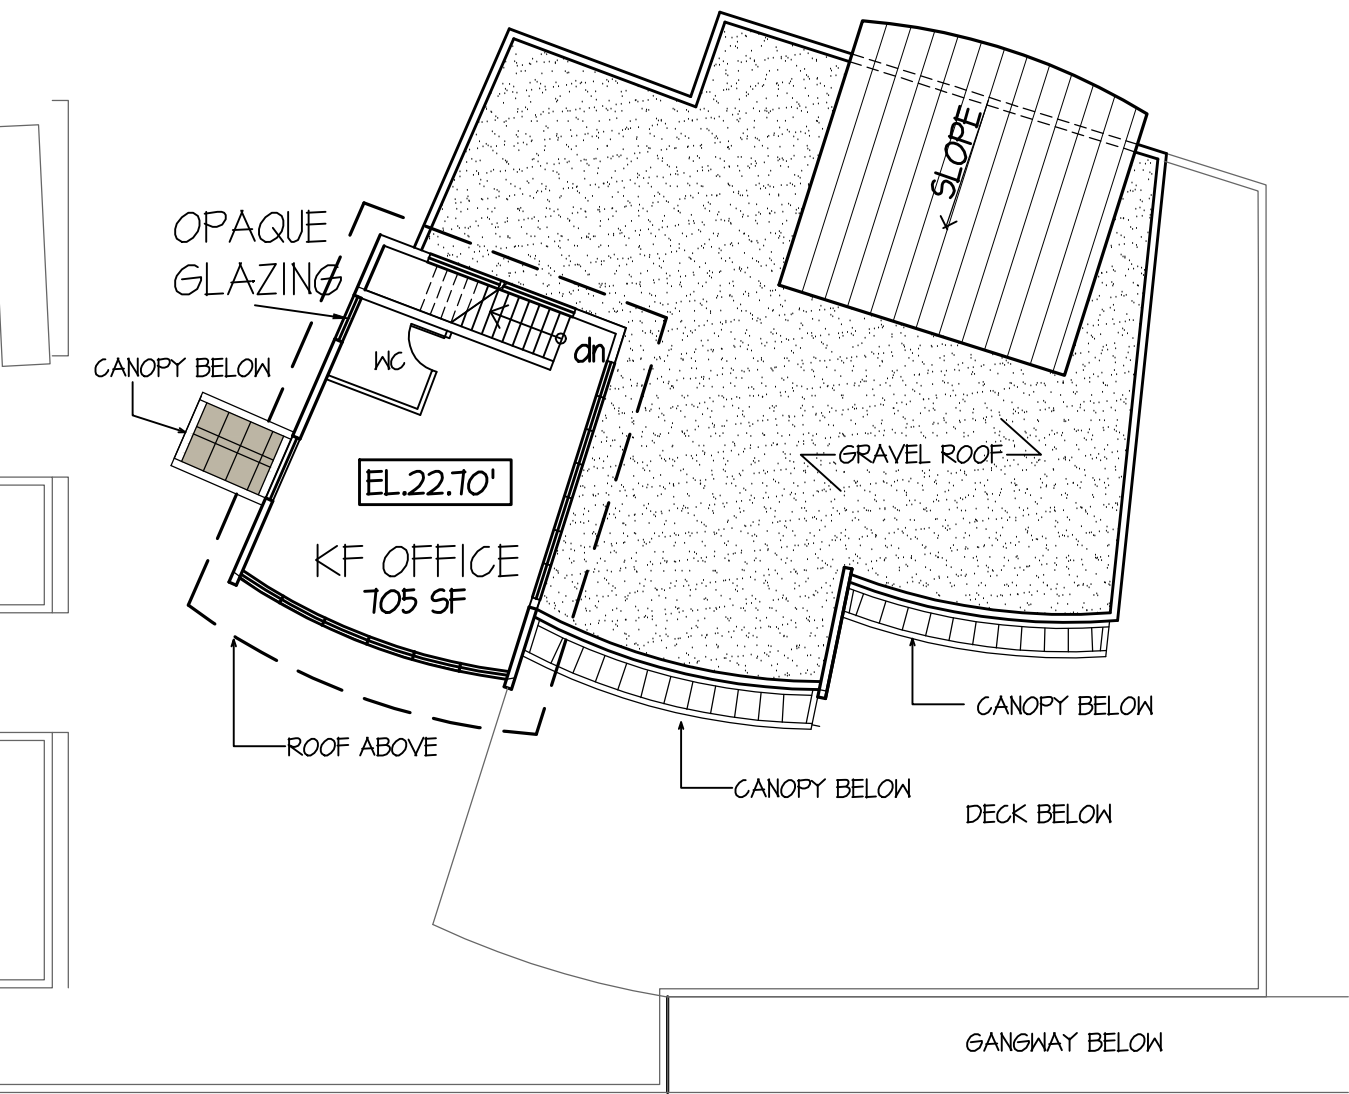 SLOPE
OPAQUE
GLAZING
dn
WC
CANOPY BELOW
GRAVEL ROOF
EL.22.70'
KF OFFICE
705 SF
CANOPY BELOW
ROOF ABOVE
CANOPY BELOW
DECK BELOW
GANGWAY BELOW